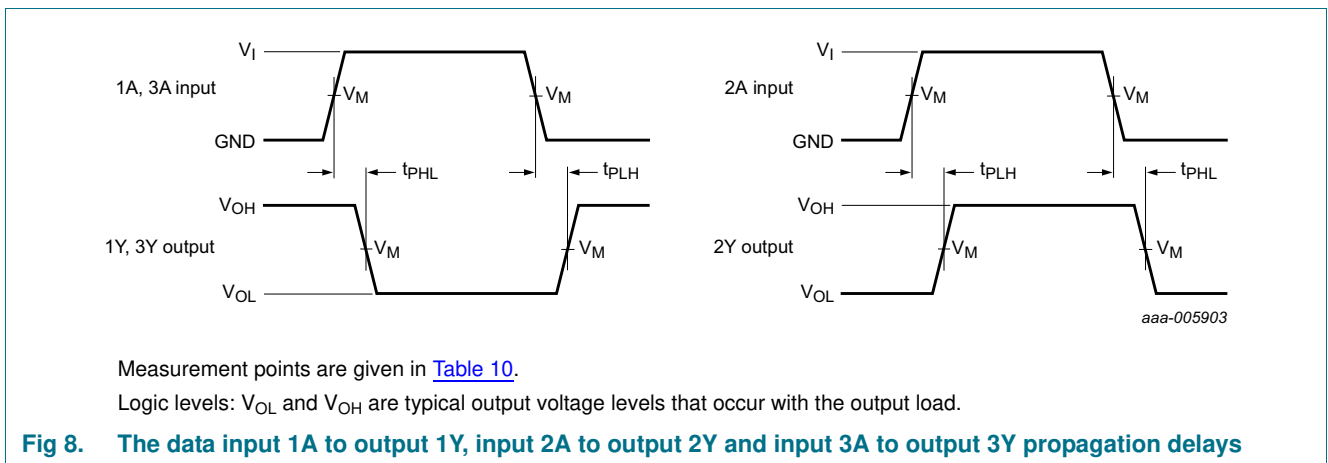 VI
1A, 3A input
VM
VM
GND
tPHL
tPLH
VOH
1Y, 3Y output
VM
VM
VOL
VI
2A input
VM
VM
GND
tPLH
tPHL
VOH
2Y output
VM
VM
VOL
aaa-005903
Measurement points are given in Table 10.
Logic levels: VOL and VOH are typical output voltage levels that occur with the output load.
Fig 8. The data input 1A to output 1Y, input 2A to output 2Y and input 3A to output 3Y propagation delays